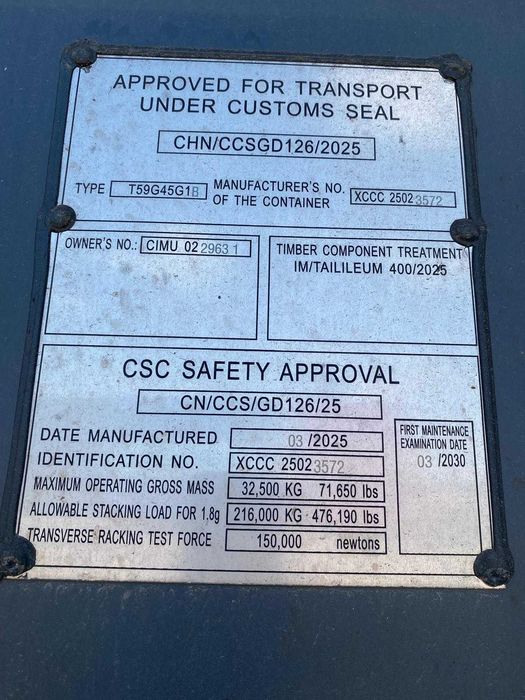 APPROVED FOR TRANSPORT
UNDER CUSTOMS SEAL
CHN/CCSGD126/2025
TYPE T59G45G1B MANUFACTURER'S NO. OF THE CONTAINER XCCC 25023572
OWNER'S NO.: CIMU 02 2963 1
TIMBER COMPONENT TREATMENT
IM/TAILILEUM 400/2025
CSC SAFETY APPROVAL
CN/CCS/GD126/25
DATE MANUFACTURED 03 /2025
IDENTIFICATION NO. XCCC 25023572
MAXIMUM OPERATING GROSS MASS 32,500 KG 71,650 lbs
ALLOWABLE STACKING LOAD FOR 1.8g 216,000 KG 476,190 lbs
TRANSVERSE RACKING TEST FORCE 150,000 newtons
FIRST MAINTENANCE
EXAMINATION DATE
03 /2030